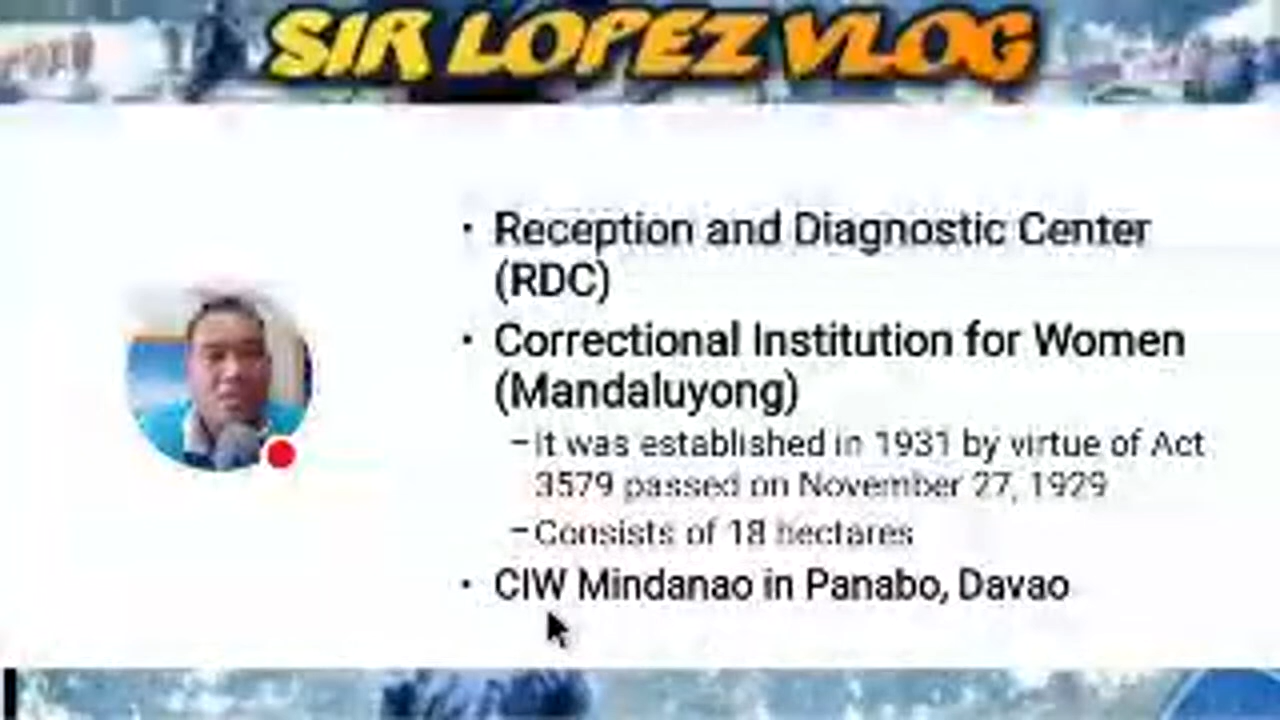 SIR LOPEZ VLOG
• Reception and Diagnostic Center
(RDC)
• Correctional Institution for Women
(Mandaluyong)
–It was established in 1931 by virtue of Act
3579 passed on November 27, 1929
–Consists of 18 hectares
• CIW Mindanao in Panabo, Davao